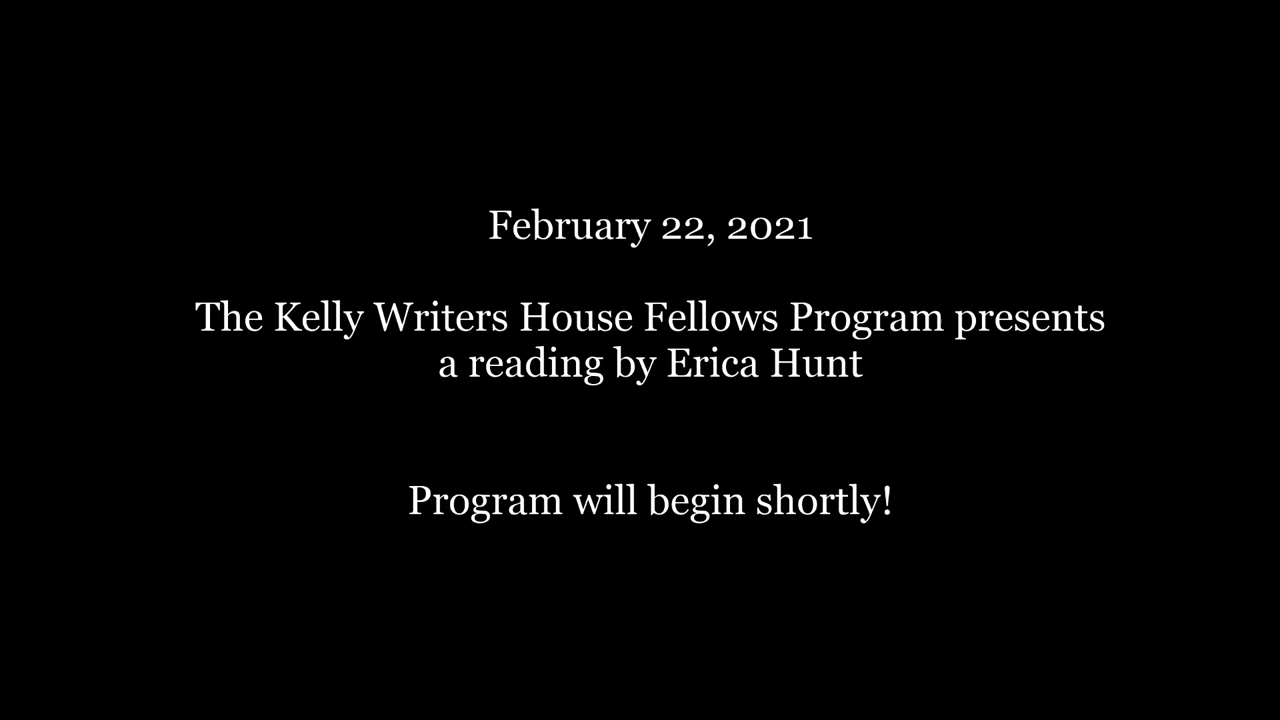 February 22, 2021
The Kelly Writers House Fellows Program presents
a reading by Erica Hunt
Program will begin shortly!